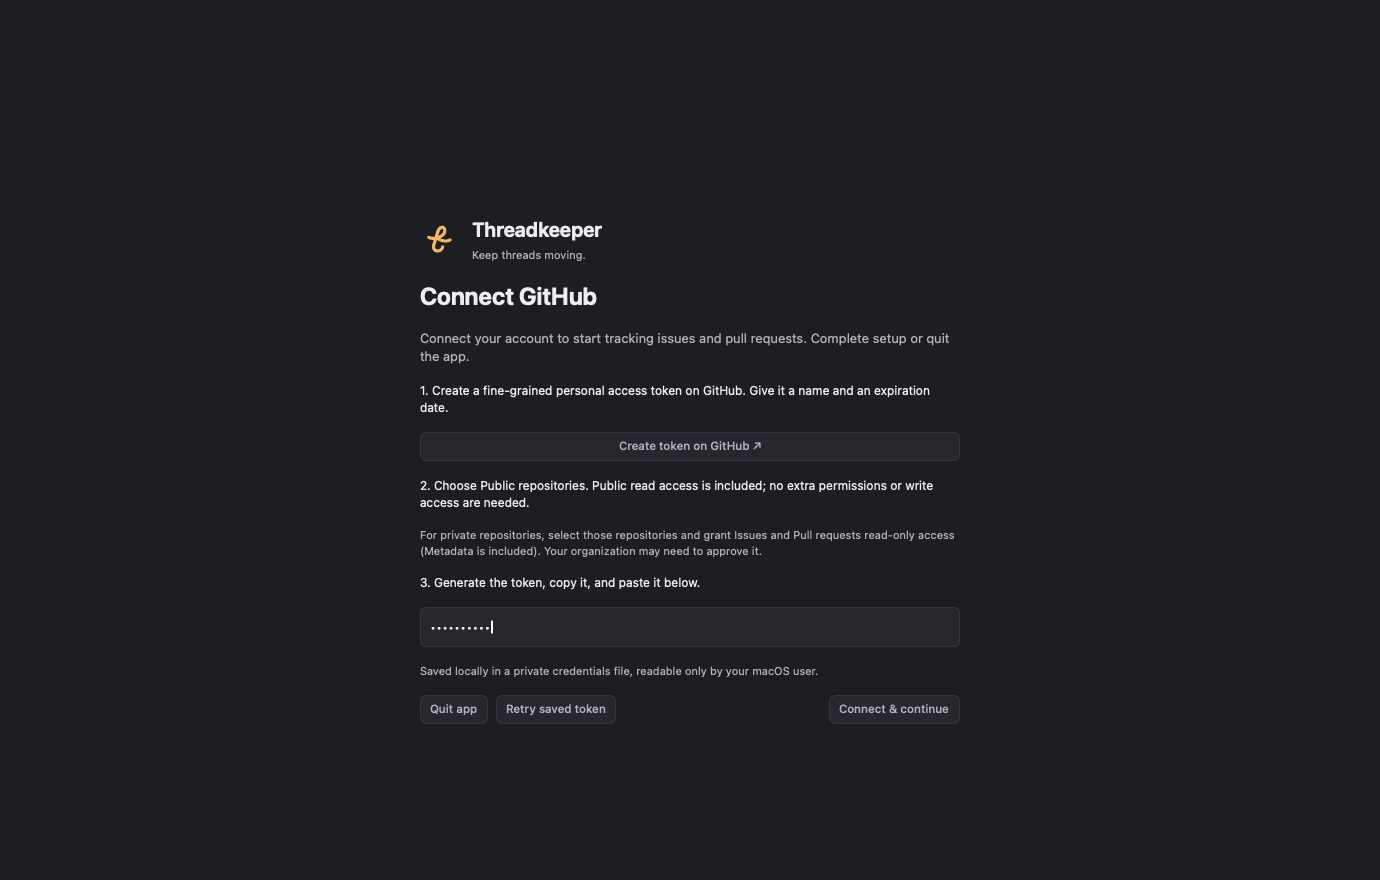 Threadkeeper
Keep threads moving.
Connect GitHub
Connect your account to start tracking issues and pull requests. Complete setup or quit
the app.
1. Create a fine-grained personal access token on GitHub. Give it a name and an expiration
date.
Create token on GitHub ↗
2. Choose Public repositories. Public read access is included; no extra permissions or write
access are needed.
For private repositories, select those repositories and grant Issues and Pull requests read-only access
(Metadata is included). Your organization may need to approve it.
3. Generate the token, copy it, and paste it below.
••••••••••
Saved locally in a private credentials file, readable only by your macOS user.
Quit app
Retry saved token
Connect & continue